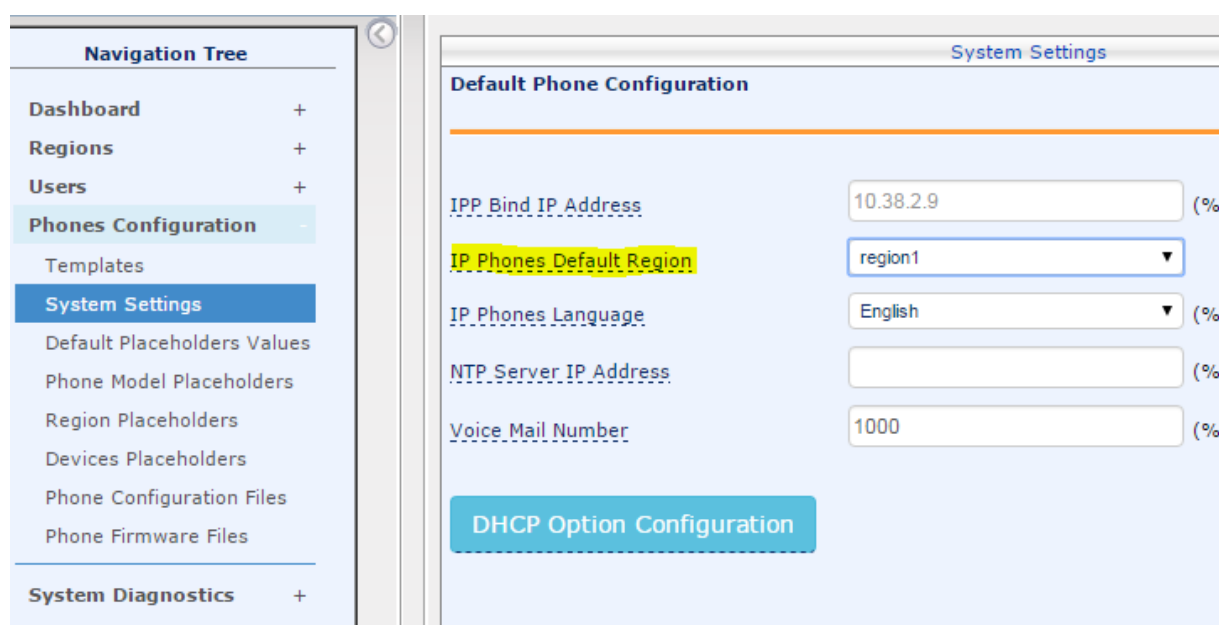 Navigation Tree
Dashboard +
Regions +
Users +
Phones Configuration -
Templates
System Settings
Default Placeholders Values
Phone Model Placeholders
Region Placeholders
Devices Placeholders
Phone Configuration Files
Phone Firmware Files
System Diagnostics +
System Settings
Default Phone Configuration
IPP Bind IP Address 10.38.2.9 (%
IP Phones Default Region region1
IP Phones Language English (%
NTP Server IP Address (%
Voice Mail Number 1000 (%
DHCP Option Configuration